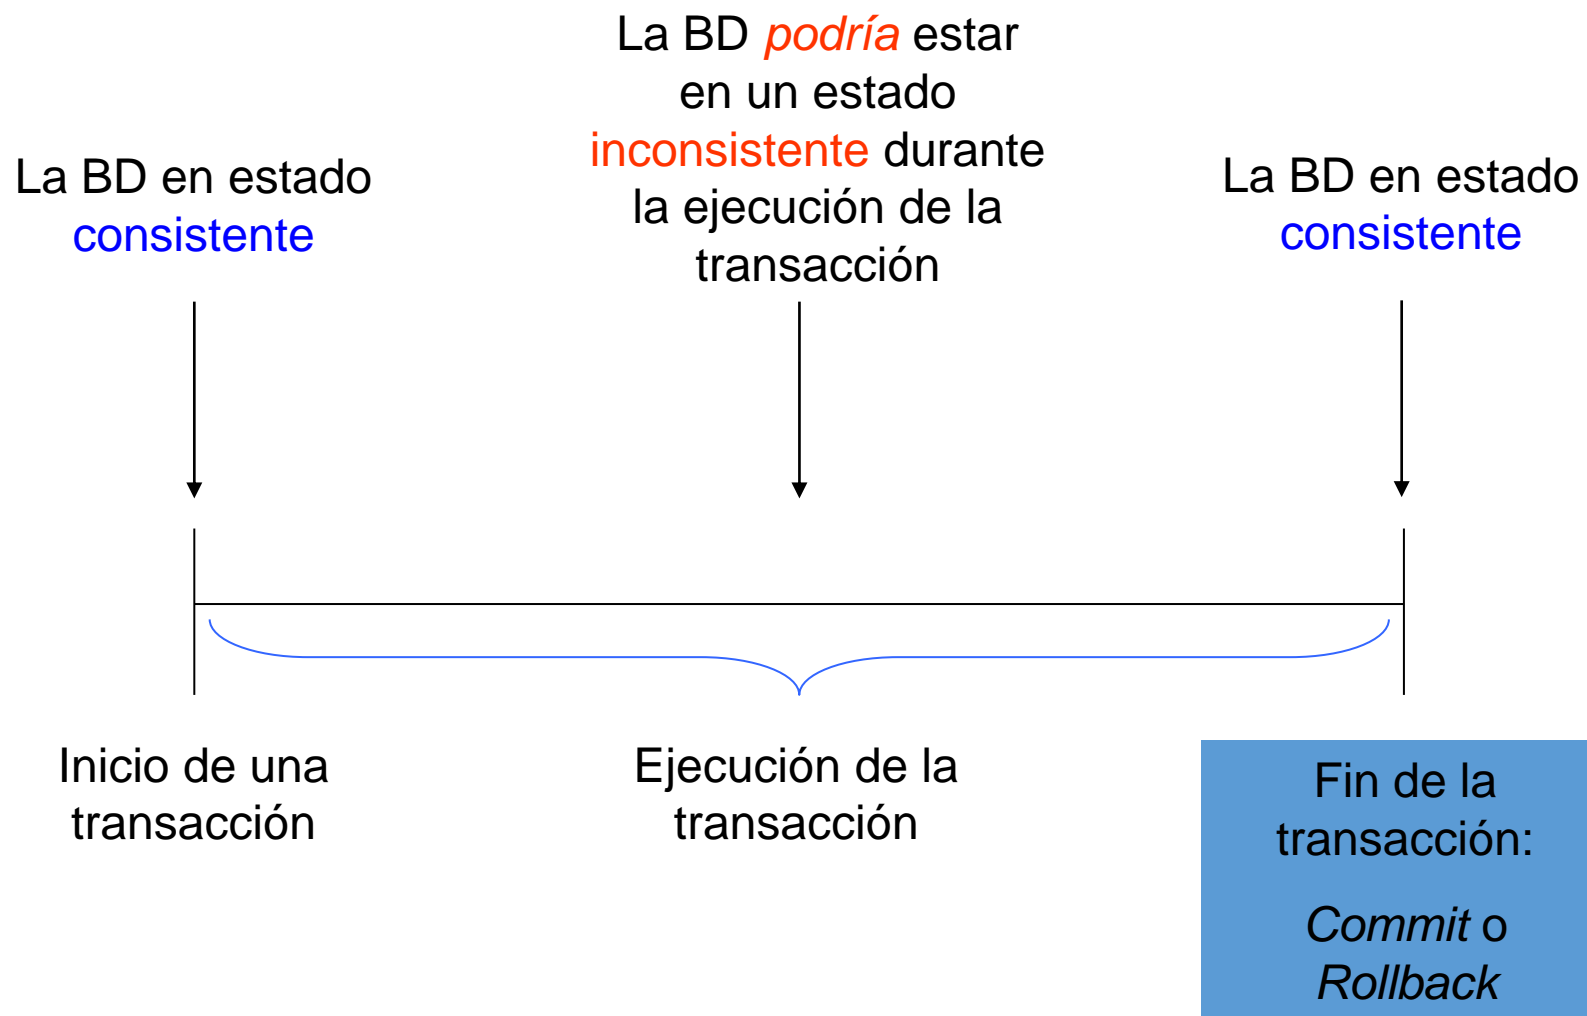 La BD en estado
consistente
La BD podría estar
en un estado
inconsistente durante
la ejecución de la
transacción
La BD en estado
consistente
Inicio de una
transacción
Ejecución de la
transacción
Fin de la
transacción:
Commit o
Rollback